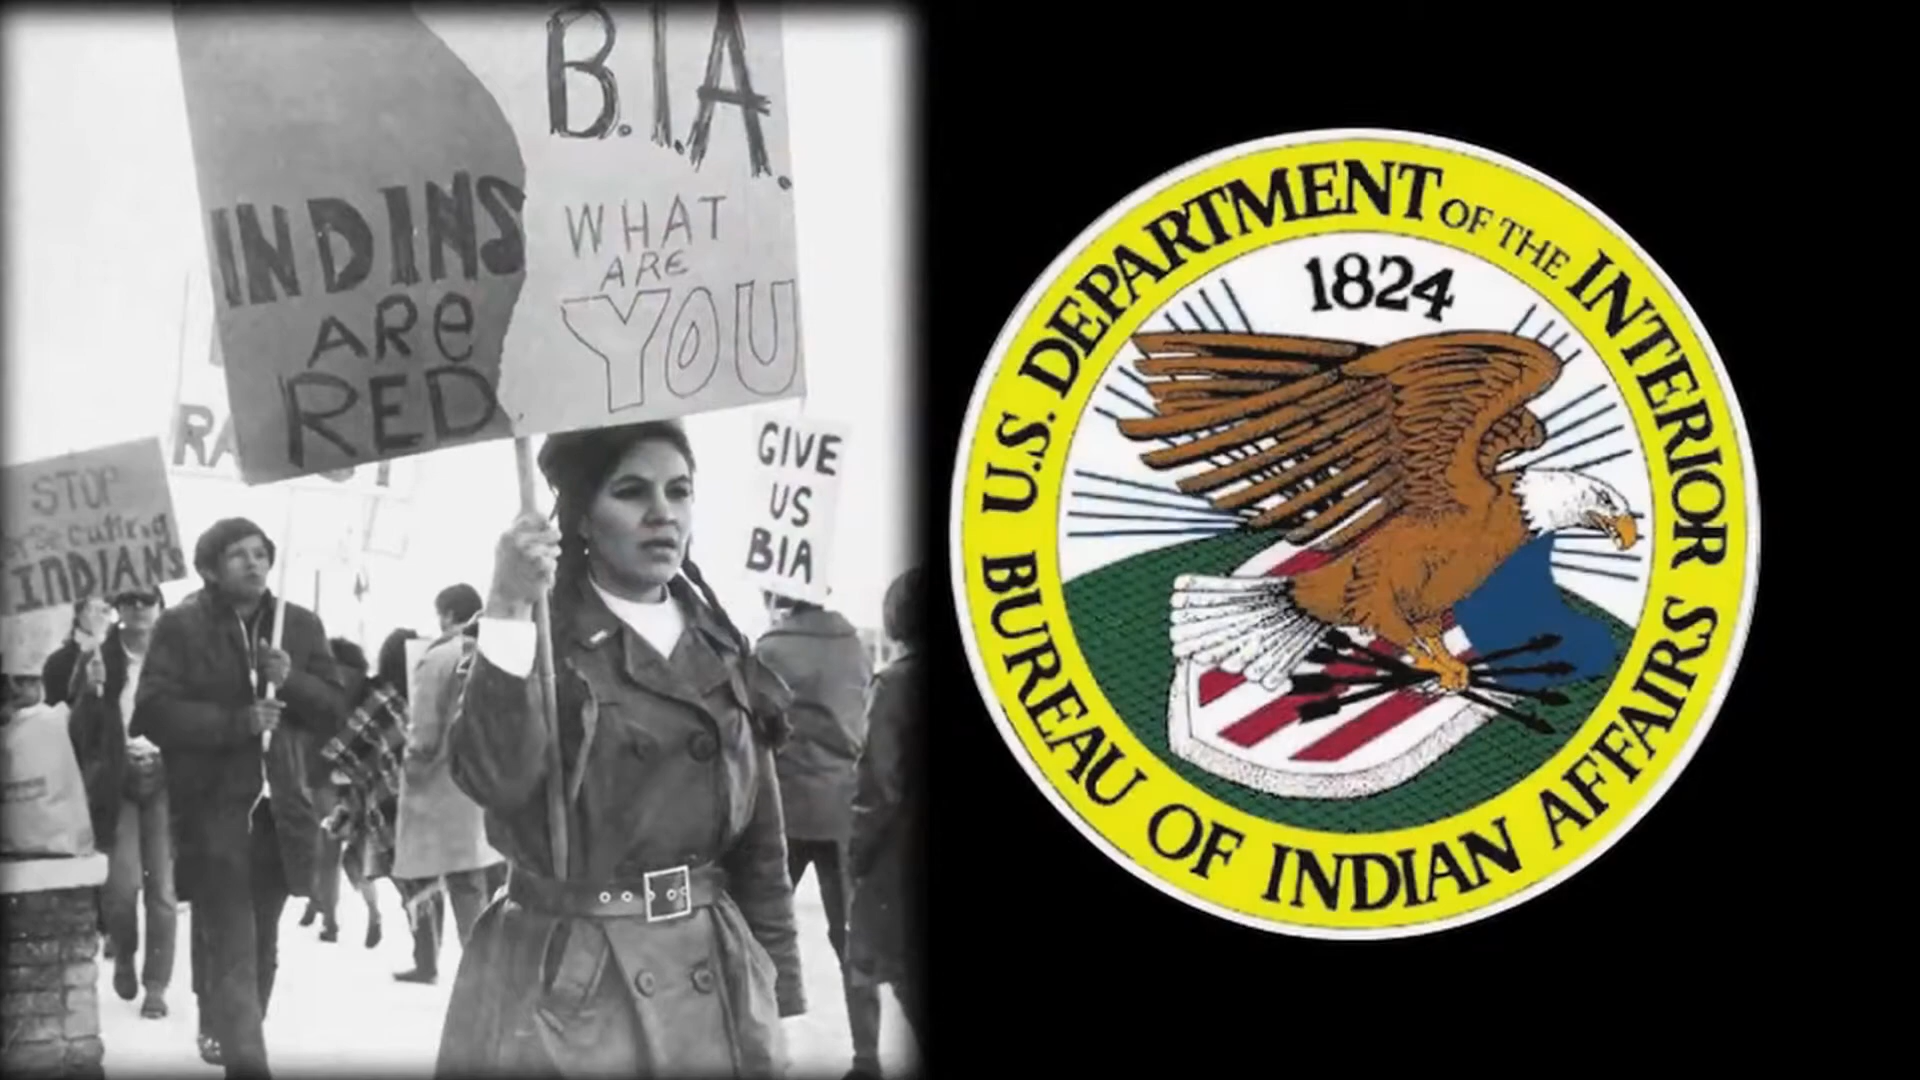 B.I.A.
INDINS
ARe
RED
WHAT
ARE
YOU
STOP
INDIANS
GIVE
US
BIA
U.S. DEPARTMENT OF THE INTERIOR
1824
BUREAU OF INDIAN AFFAIRS